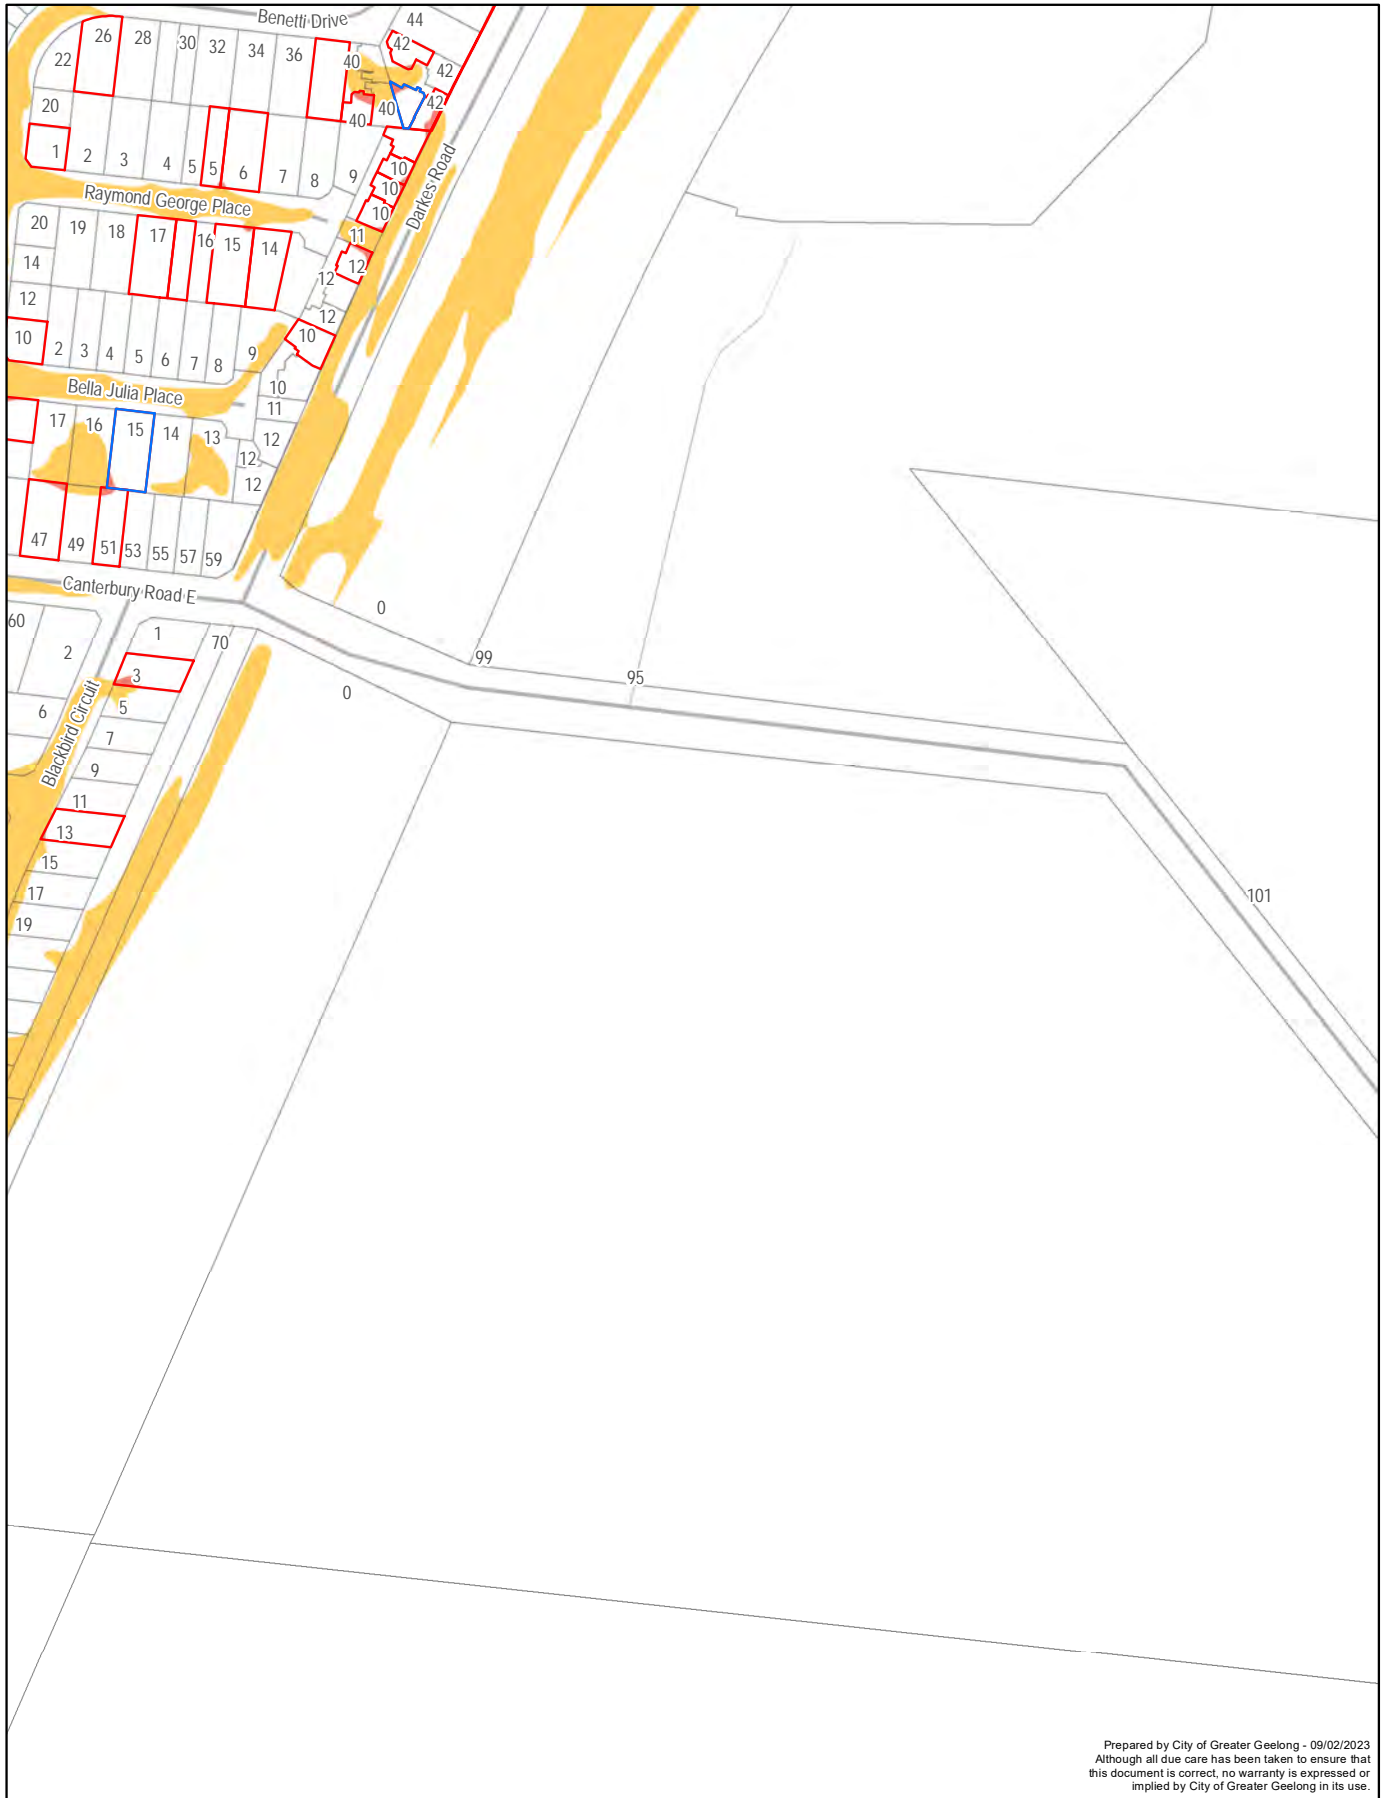 Benetti Drive
44
26 28 30 32 34 36 42
22 40 42
20 40 42
40
1 2 3 4 5 5 6 7 8 9 10
10
Raymond George Place
10
Darkes Road
20 19 18 17 16 15 14 11
14 12 12
12 12
10 2 3 4 5 6 7 8 9 10
Bella Julia Place
10
11
17 16 15 14 13 12
12
12
47 49 51 53 55 57 59
Canterbury Road E
0
60 1 70
2 99
3 95
0
6 5
Blackbird Circuit
7
9
11
13
15
17
19
101
Prepared by City of Greater Geelong - 09/02/2023
Although all due care has been taken to ensure that
this document is correct, no warranty is expressed or
implied by City of Greater Geelong in its use.